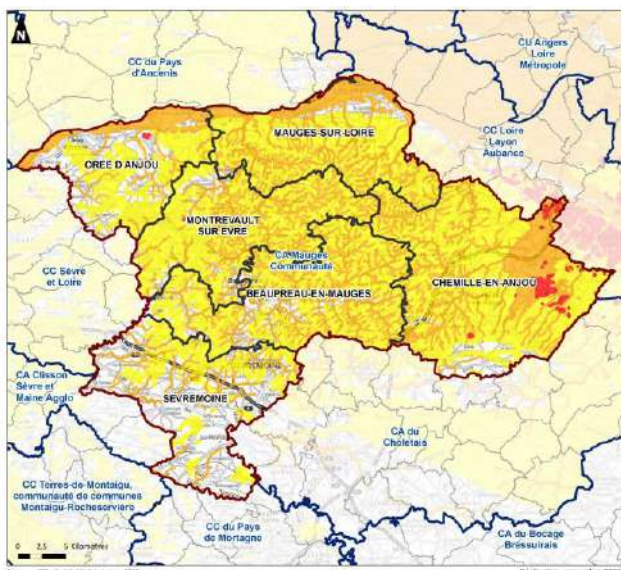 N
CC du Pays
d'Ancenis
CU Angers
Loire
Métropole
MAUGES-SUR-LOIRE
CC Loire
Layon
Aubance
OREE D'ANJOU
MONTREVAULT
SUR EVRE
CA Mauges
Communauté
CHEMILLE-EN-ANJOU
CC Sèvre
et Loire
BEAUPREAU-EN-MAUGES
SEVREMOINE
CA Clisson
Sèvre et
Maine Agglo
CA du
Choletais
CC Terres-de-Montaigu,
communauté de communes
Montaigu-Rocheservière
CC du Pays
de Mortagne
CA du Bocage
Bréssuirais
0 2,5 5 Kilomètres